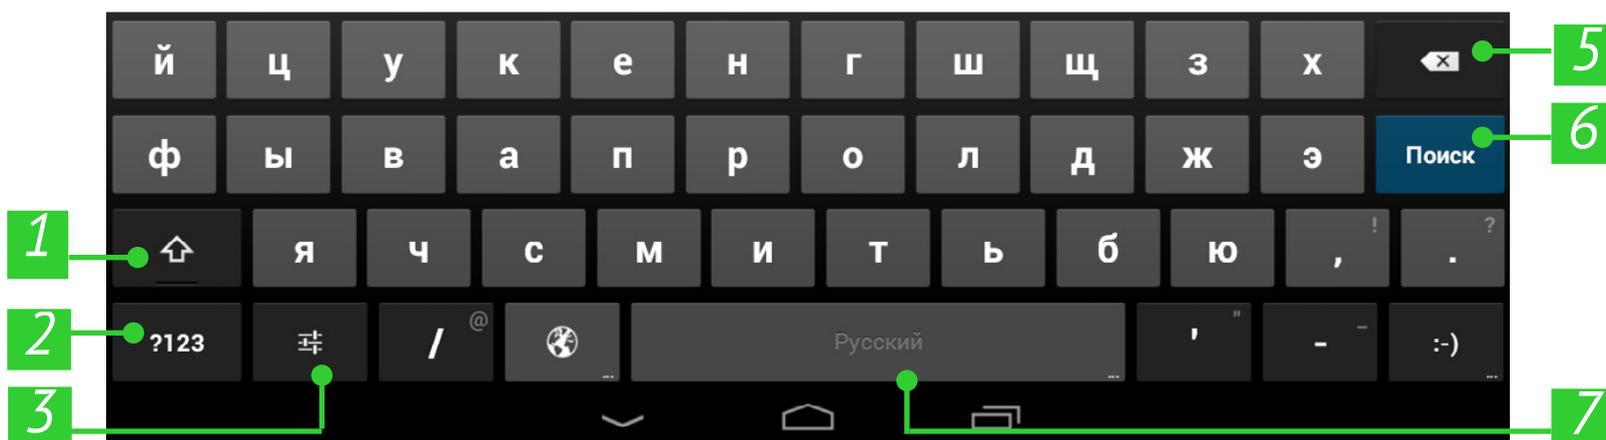 й ц у к е н г ш щ з х 5
ф ы в а п р о л д ж э Поиск 6
1 я ч с м и т ь б ю , ! . ?
2 ?123 / @ Русский ' " - _ :-)
3 7